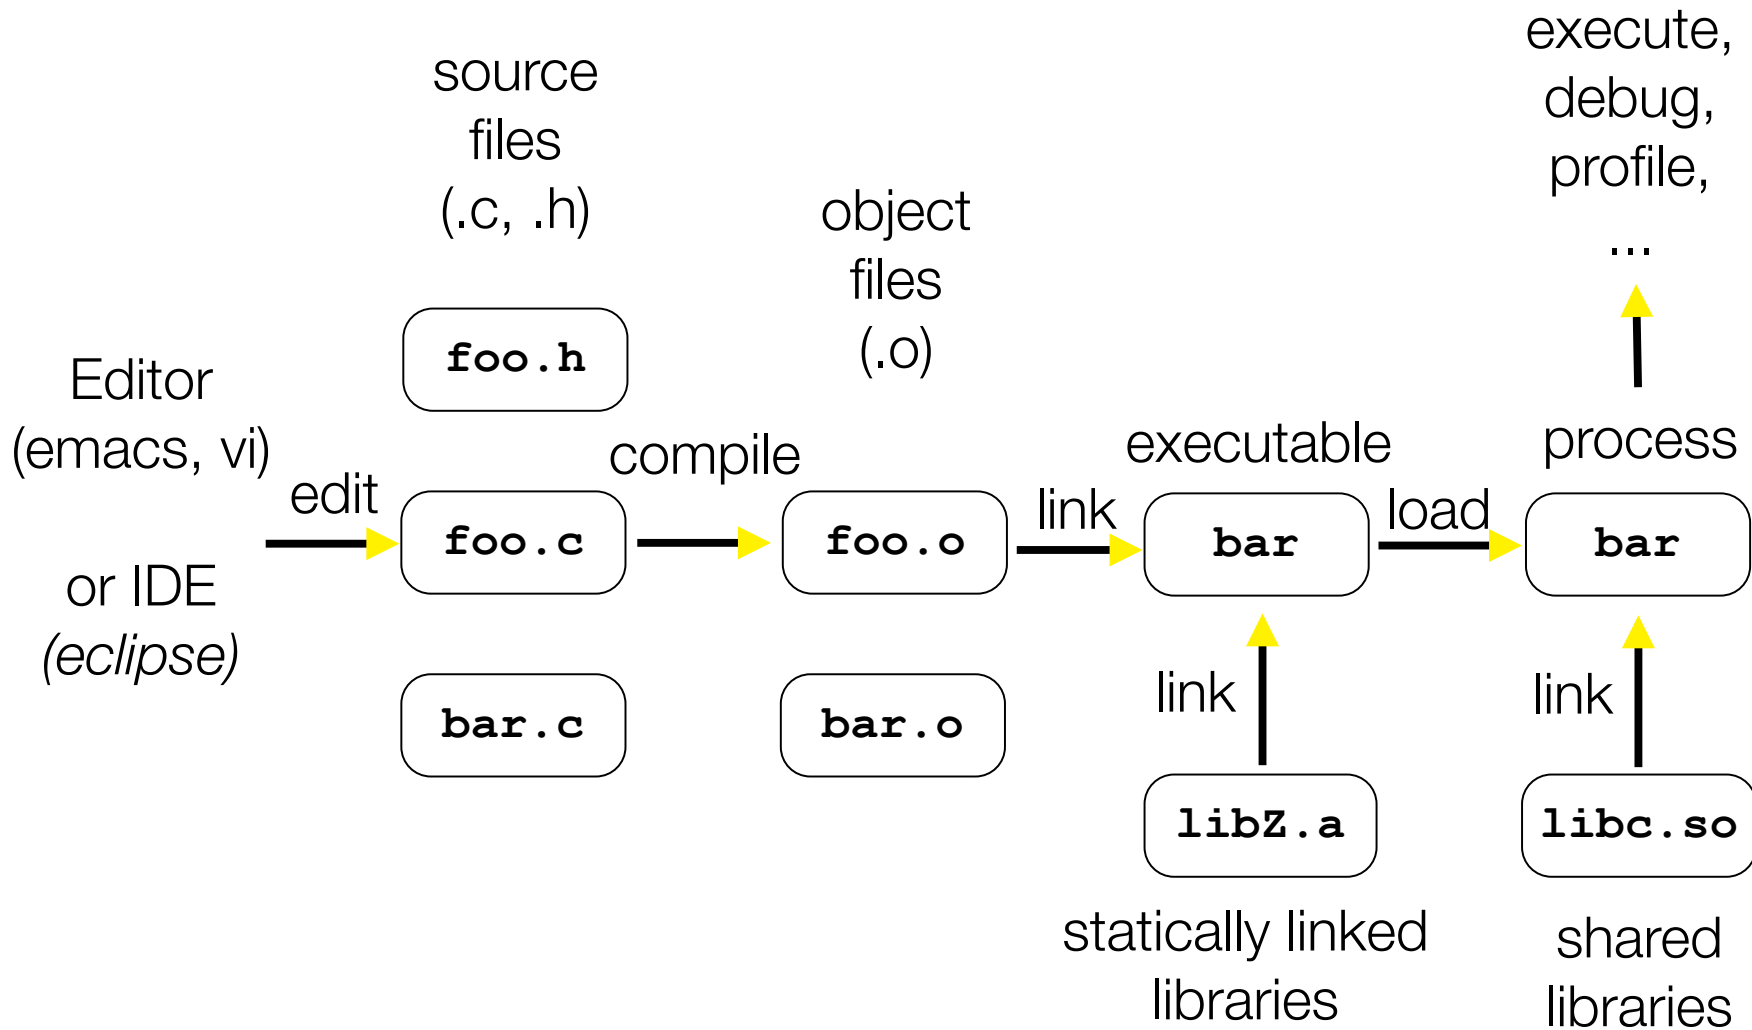 Editor
(emacs, vi)
or IDE
(eclipse)
edit
source
files
(.c, .h)
foo.h
foo.c
bar.c
compile
object
files
(.o)
foo.o
bar.o
link
executable
bar
link
libZ.a
statically linked
libraries
load
execute,
debug,
profile,
...
process
bar
link
libc.so
shared
libraries